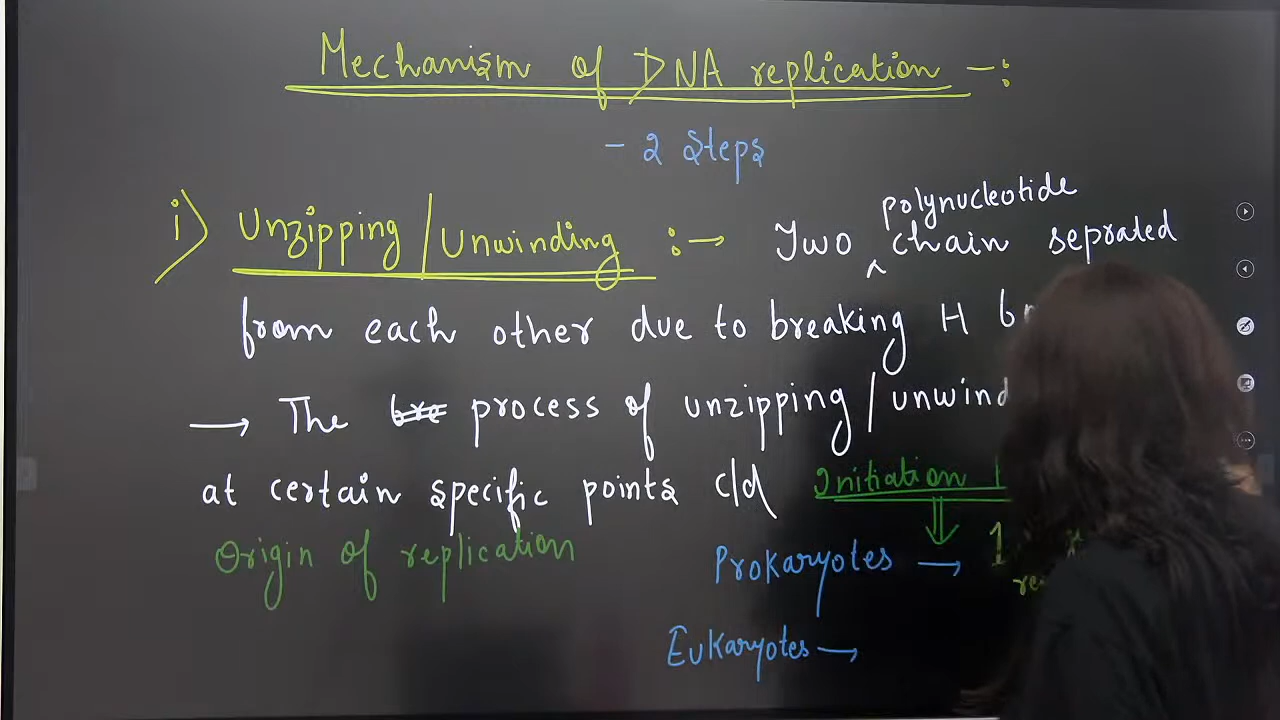 Mechanism of DNA replication -:
- 2 Steps
i) Unzipping / Unwinding :→ Two polynucleotide chain seprated
from each other due to breaking H
→ The process of unzipping / unwind
at certain specific points c/d Initiation
Origin of replication
Prokaryotes → 1
Eukaryotes →